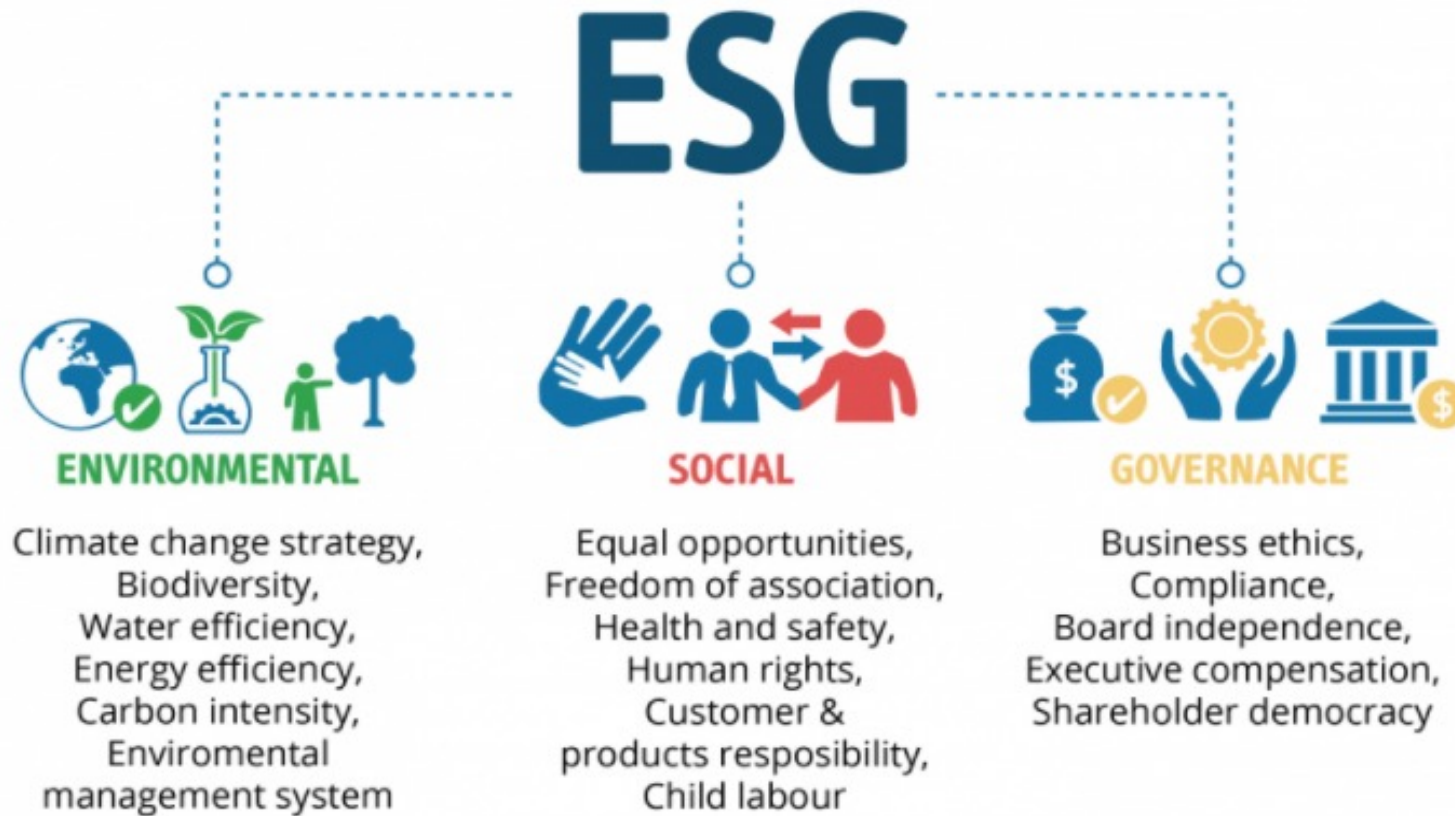 ESG
ENVIRONMENTAL
Climate change strategy,
Biodiversity,
Water efficiency,
Energy efficiency,
Carbon intensity,
Enviromental
management system
SOCIAL
Equal opportunities,
Freedom of association,
Health and safety,
Human rights,
Customer &
products resposibility,
Child labour
$
$
GOVERNANCE
Business ethics,
Compliance,
Board independence,
Executive compensation,
Shareholder democracy